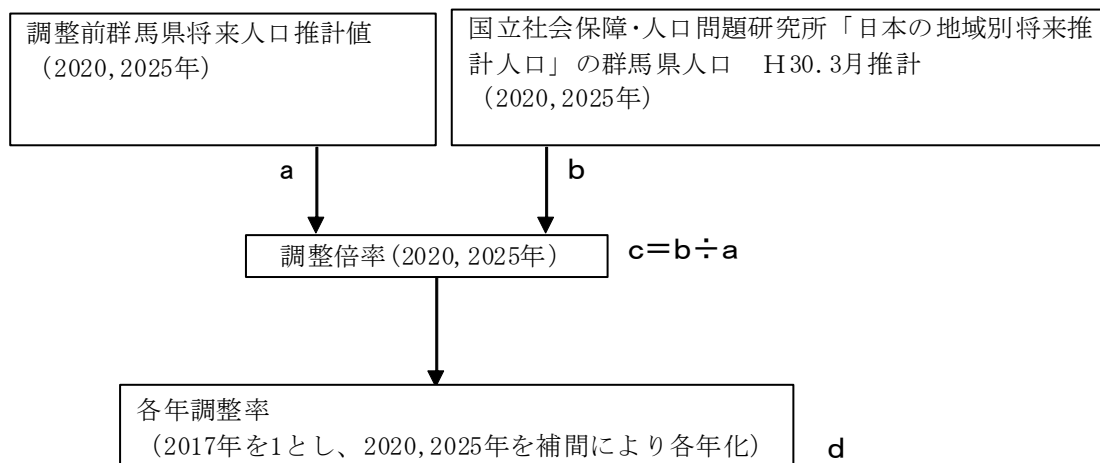 調整前群馬県将来人口推計値
(2020,2025年)
国立社会保障・人口問題研究所「日本の地域別将来推
計人口」の群馬県人口　H30.3月推計
(2020,2025年)
a
b
調整倍率(2020,2025年)
c=b÷a
各年調整率
(2017年を1とし、2020,2025年を補間により各年化)
d